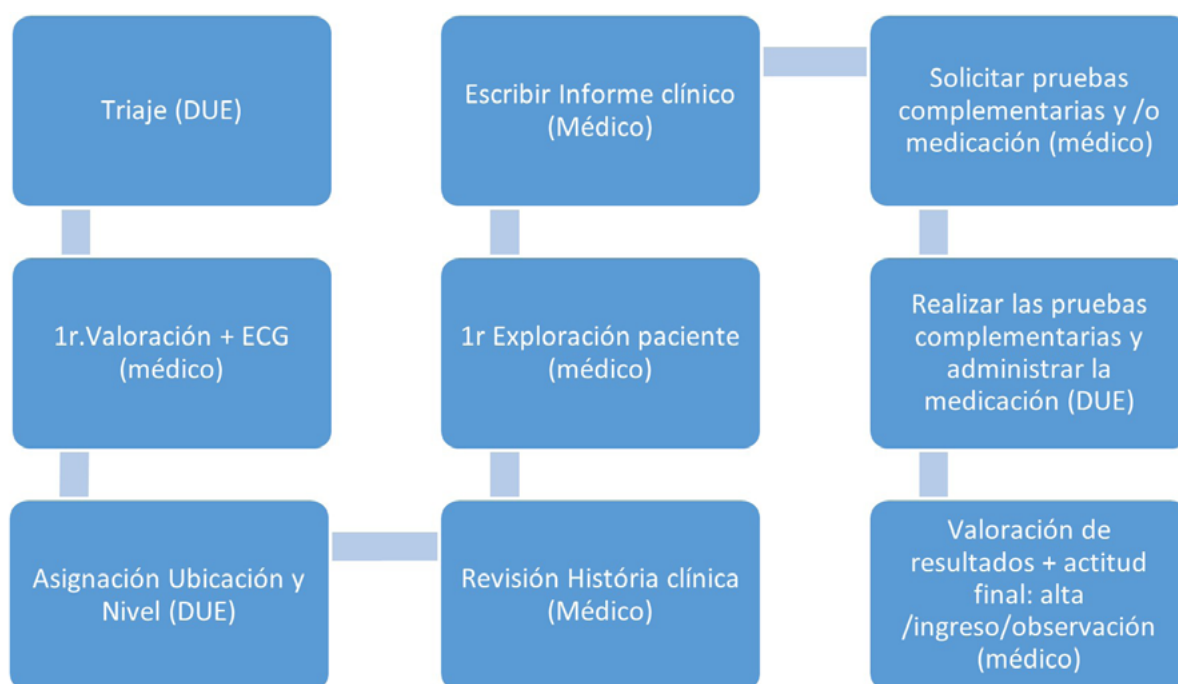 Triaje (DUE)
1r.Valoración + ECG
(médico)
Asignación Ubicación y
Nivel (DUE)
Revisión História clínica
(Médico)
1r Exploración paciente
(médico)
Escribir Informe clínico
(Médico)
Solicitar pruebas
complementarias y /o
medicación (médico)
Realizar las pruebas
complementarias y
administrar la
medicación (DUE)
Valoración de
resultados + actitud
final: alta
/ingreso/observación
(médico)